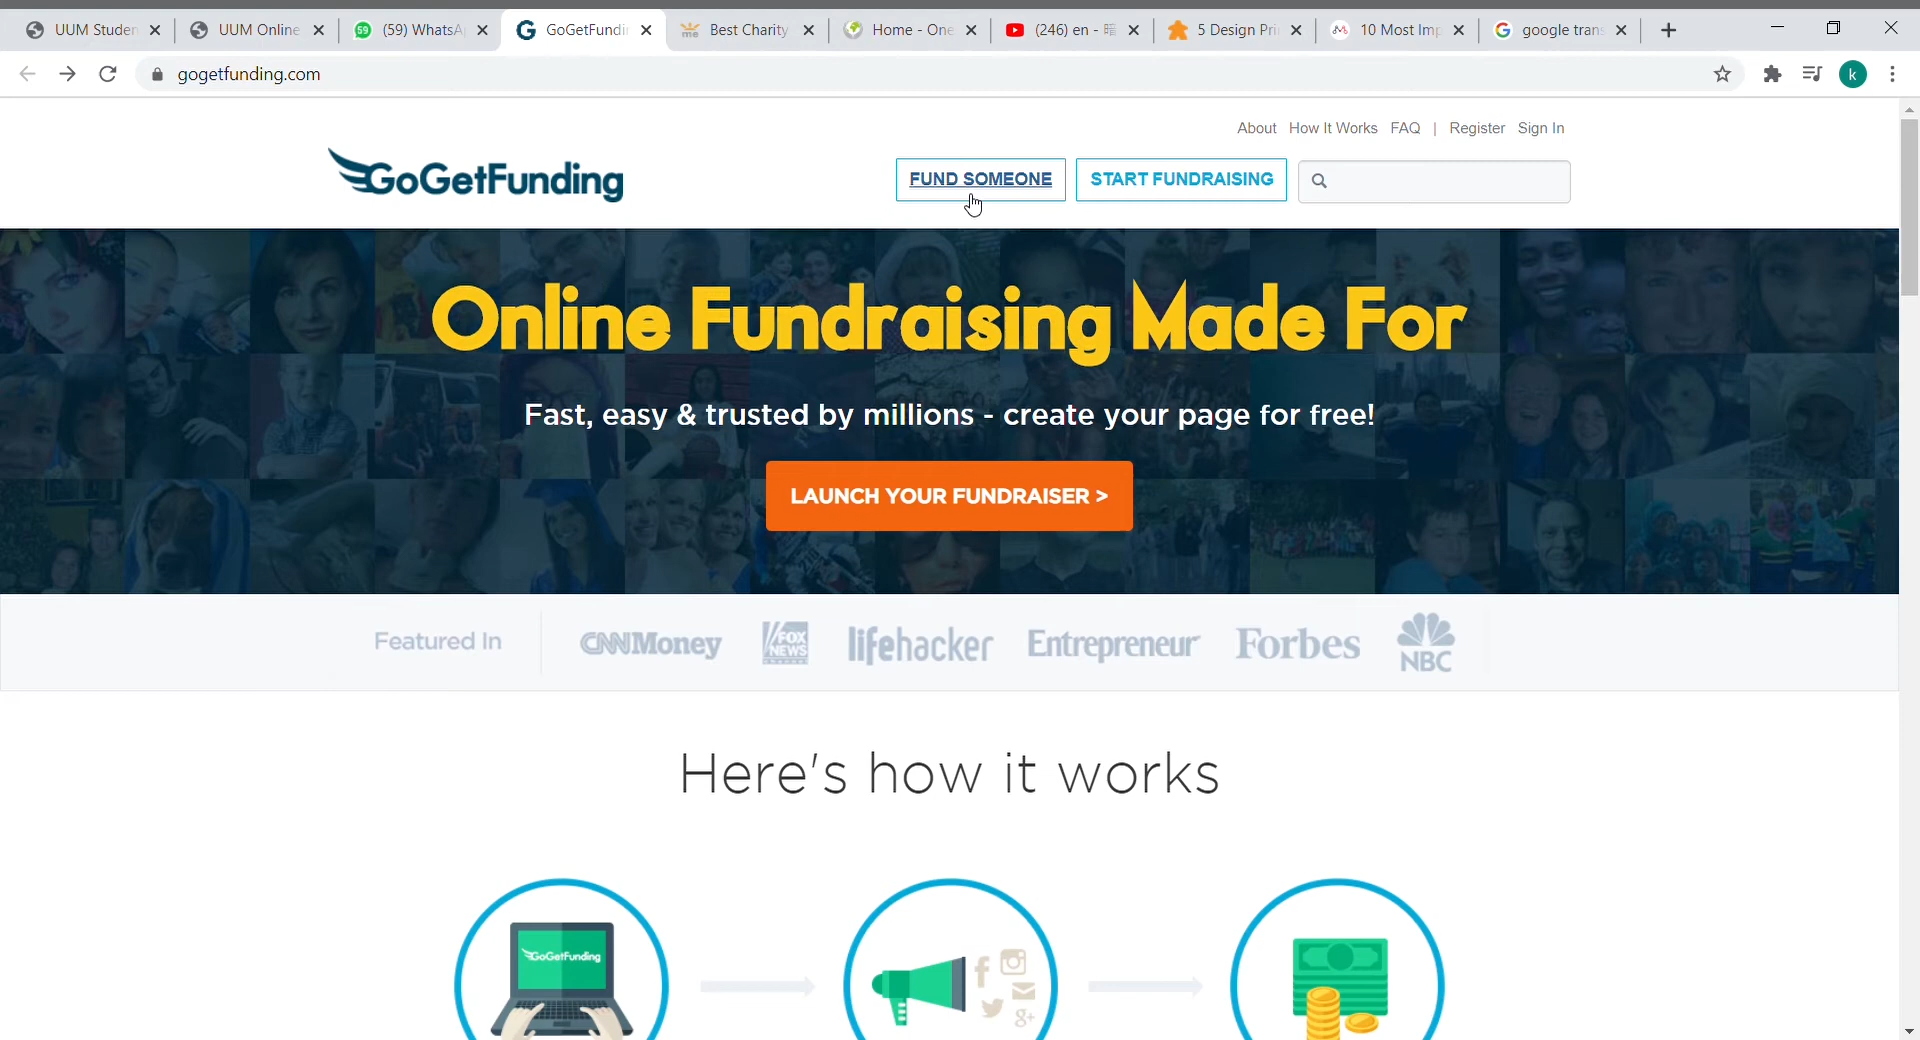 UUM Studen
UUM Online
(59) WhatsA
GoGetFundi
Best Charity
Home - One
(246) en - 暗
5 Design Pri
10 Most Imp
google trans
gogetfunding.com
k
About How It Works FAQ | Register Sign In
GoGetFunding
FUND SOMEONE
START FUNDRAISING
Online Fundraising Made For
Fast, easy & trusted by millions - create your page for free!
LAUNCH YOUR FUNDRAISER >
Featured In
CNNMoney
FOX NEWS
lifehacker
Entrepreneur
Forbes
NBC
Here's how it works
GoGetFunding